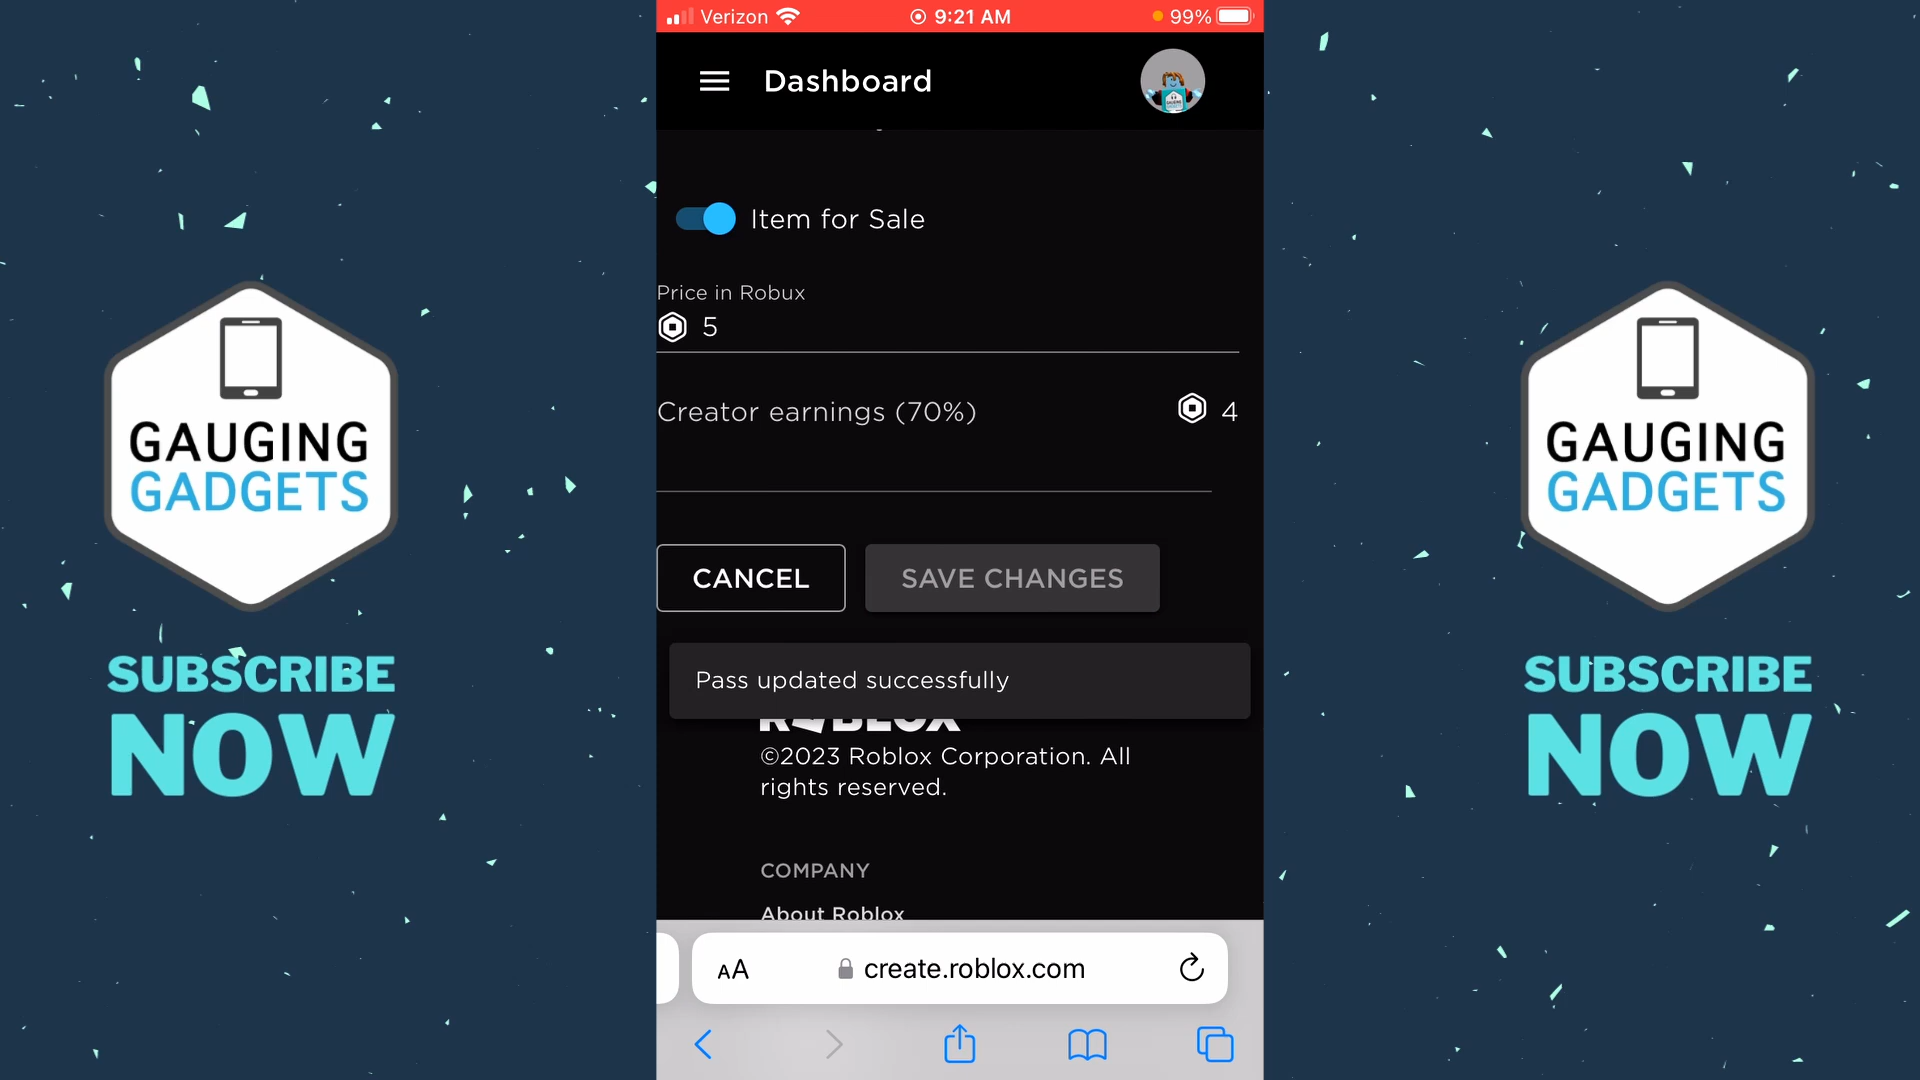 Verizon 9:21 AM 99%
Dashboard
Item for Sale
Price in Robux
5
Creator earnings (70%) 4
CANCEL SAVE CHANGES
Pass updated successfully
ROBLOX
©2023 Roblox Corporation. All
rights reserved.
COMPANY
About Roblox
AA create.roblox.com
GAUGING
GADGETS
SUBSCRIBE
NOW
GAUGING
GADGETS
SUBSCRIBE
NOW